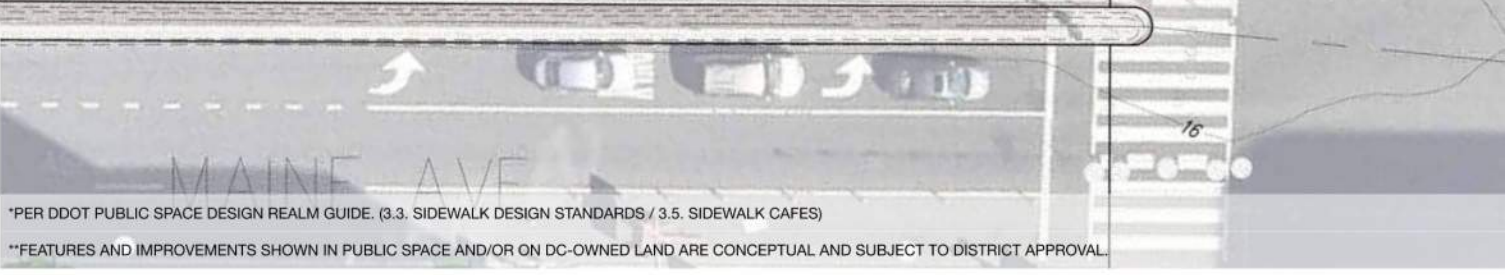 16
MAINE AVE
*PER DDOT PUBLIC SPACE DESIGN REALM GUIDE. (3.3. SIDEWALK DESIGN STANDARDS / 3.5. SIDEWALK CAFES)
**FEATURES AND IMPROVEMENTS SHOWN IN PUBLIC SPACE AND/OR ON DC-OWNED LAND ARE CONCEPTUAL AND SUBJECT TO DISTRICT APPROVAL.